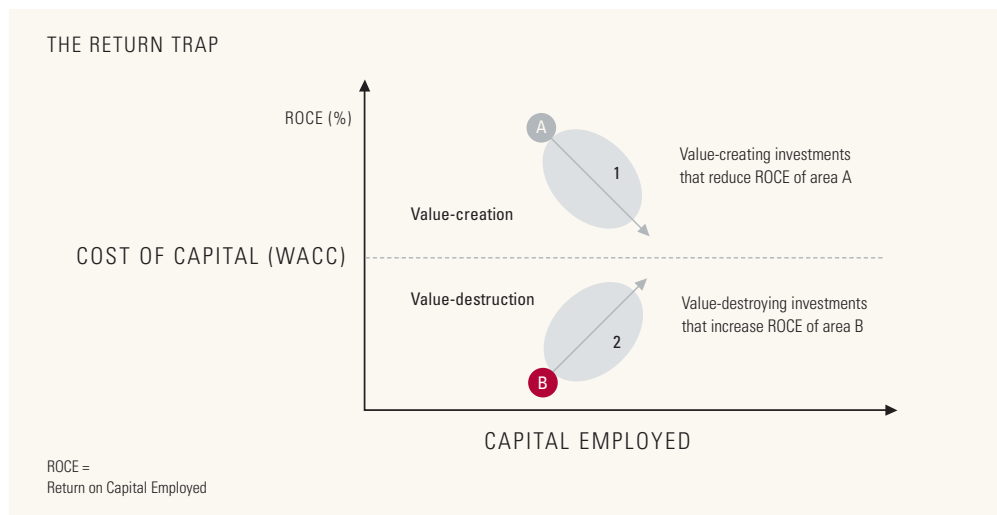 THE RETURN TRAP
ROCE (%)
A
1
Value-creating investments
that reduce ROCE of area A
Value-creation
COST OF CAPITAL (WACC)
Value-destruction
Value-destroying investments
that increase ROCE of area B
2
B
CAPITAL EMPLOYED
ROCE =
Return on Capital Employed